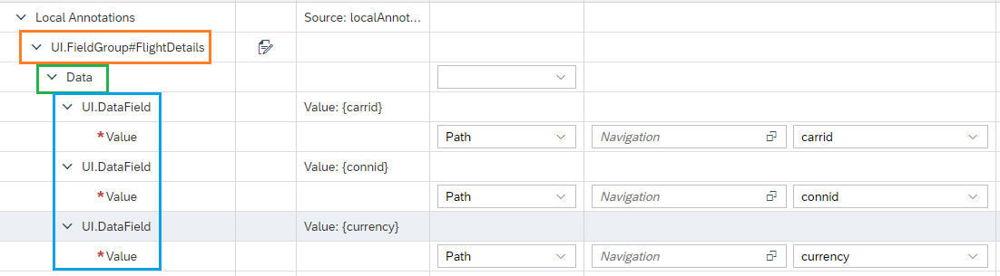 Local Annotations Source: localAnnot...
UI.FieldGroup#FlightDetails
Data
UI.DataField Value: {carrid}
*Value Path Navigation carrid
UI.DataField Value: {connid}
*Value Path Navigation connid
UI.DataField Value: {currency}
*Value Path Navigation currency